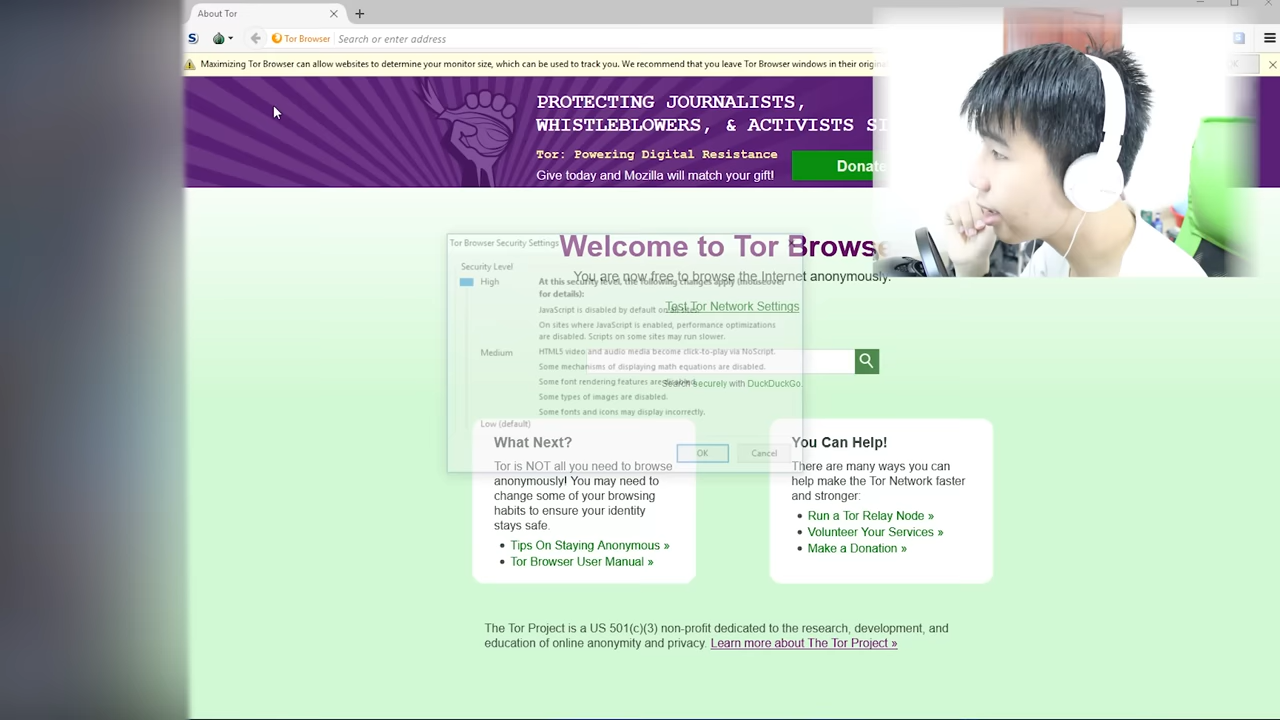 About Tor
S
Tor Browser
Search or enter address
Maximizing Tor Browser can allow websites to determine your monitor size, which can be used to track you. We recommend that you leave Tor Browser windows in their
PROTECTING JOURNALISTS,
WHISTLEBLOWERS, & ACTIVISTS
Tor: Powering Digital Resistance
Give today and Mozilla will match your gift!
Donate
Welcome to Tor Brows
You are now free to browse the Internet anonymously.
Test Tor Network Settings
Search securely with DuckDuckGo.
Tor Browser Security Settings
Security Level
High
Medium
Low (default)
At this security level, the following changes apply (mouseover
for details):
JavaScript is disabled by default on all sites.
On sites where JavaScript is enabled, performance optimizations
are disabled. Scripts on some sites may run slower.
HTML5 video and audio media become click-to-play via NoScript.
Some mechanisms of displaying math equations are disabled.
Some font rendering features are disabled.
Some types of images are disabled.
Some fonts and icons may display incorrectly.
OK
Cancel
What Next?
Tor is NOT all you need to browse
anonymously! You may need to
change some of your browsing
habits to ensure your identity
stays safe.
Tips On Staying Anonymous »
Tor Browser User Manual »
You Can Help!
There are many ways you can
help make the Tor Network faster
and stronger:
Run a Tor Relay Node »
Volunteer Your Services »
Make a Donation »
The Tor Project is a US 501(c)(3) non-profit dedicated to the research, development, and
education of online anonymity and privacy. Learn more about The Tor Project »